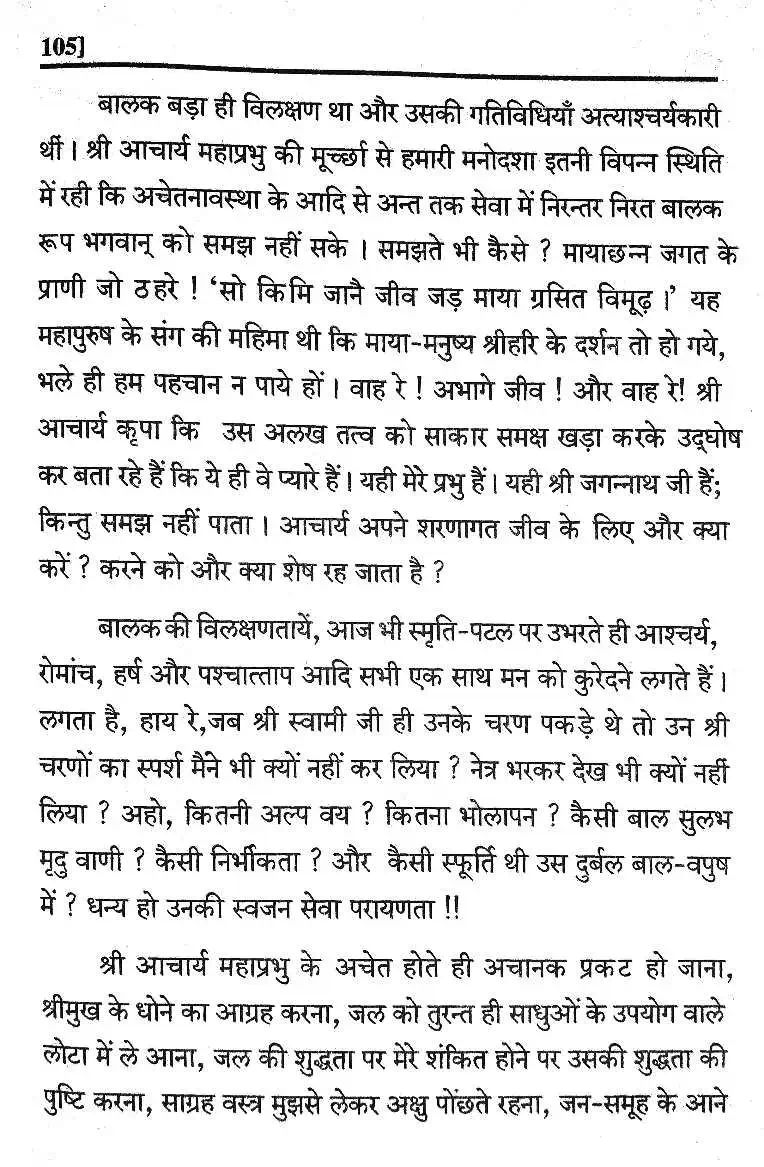 105]
बालक बड़ा ही विलक्षण था और उसकी गतिविधियाँ अत्याश्चर्यकारी
थीं। श्री आचार्य महाप्रभु की मूर्च्छा से हमारी मनोदशा इतनी विपन्न स्थिति
में रही कि अचेतनावस्था के आदि से अन्त तक सेवा में निरन्तर निरत बालक
रूप भगवान् को समझ नहीं सके । समझते भी कैसे ? मायाछन्न जगत के
प्राणी जो ठहरे ! ‘सो किमि जानै जीव जड़ माया ग्रसित विमूढ़ ।’ यह
महापुरुष के संग की महिमा थी कि माया-मनुष्य श्रीहरि के दर्शन तो हो गये,
भले ही हम पहचान न पाये हों । वाह रे ! अभागे जीव ! और वाह रे! श्री
आचार्य कृपा कि उस अलख तत्व को साकार समक्ष खड़ा करके उद्‌घोष
कर बता रहे हैं कि ये ही वे प्यारे हैं। यही मेरे प्रभु हैं। यही श्री जगन्नाथ जी हैं;
किन्तु समझ नहीं पाता । आचार्य अपने शरणागत जीव के लिए और क्या
करें ? करने को और क्या शेष रह जाता है ?
बालक की विलक्षणतायें, आज भी स्मृति-पटल पर उभरते ही आश्चर्य,
रोमांच, हर्ष और पश्चात्ताप आदि सभी एक साथ मन को कुरेदने लगते हैं।
लगता है, हाय रे,जब श्री स्वामी जी ही उनके चरण पकड़े थे तो उन श्री
चरणों का स्पर्श मैंने भी क्यों नहीं कर लिया ? नेत्र भरकर देख भी क्यों नहीं
लिया ? अहो, कितनी अल्प वय ? कितना भोलापन ? कैसी बाल सुलभ
मृदु वाणी ? कैसी निर्भीकता ? और कैसी स्फूर्ति थी उस दुर्बल बाल-वपुष
में ? धन्य हो उनकी स्वजन सेवा परायणता !!
श्री आचार्य महाप्रभु के अचेत होते ही अचानक प्रकट हो जाना,
श्रीमुख के धोने का आग्रह करना, जल को तुरन्त ही साधुओं के उपयोग वाले
लोटा में ले आना, जल की शुद्धता पर मेरे शंकित होने पर उसकी शुद्धता की
पुष्टि करना, साग्रह वस्त्र मुझसे लेकर अक्षु पोंछते रहना, जन-समूह के आने